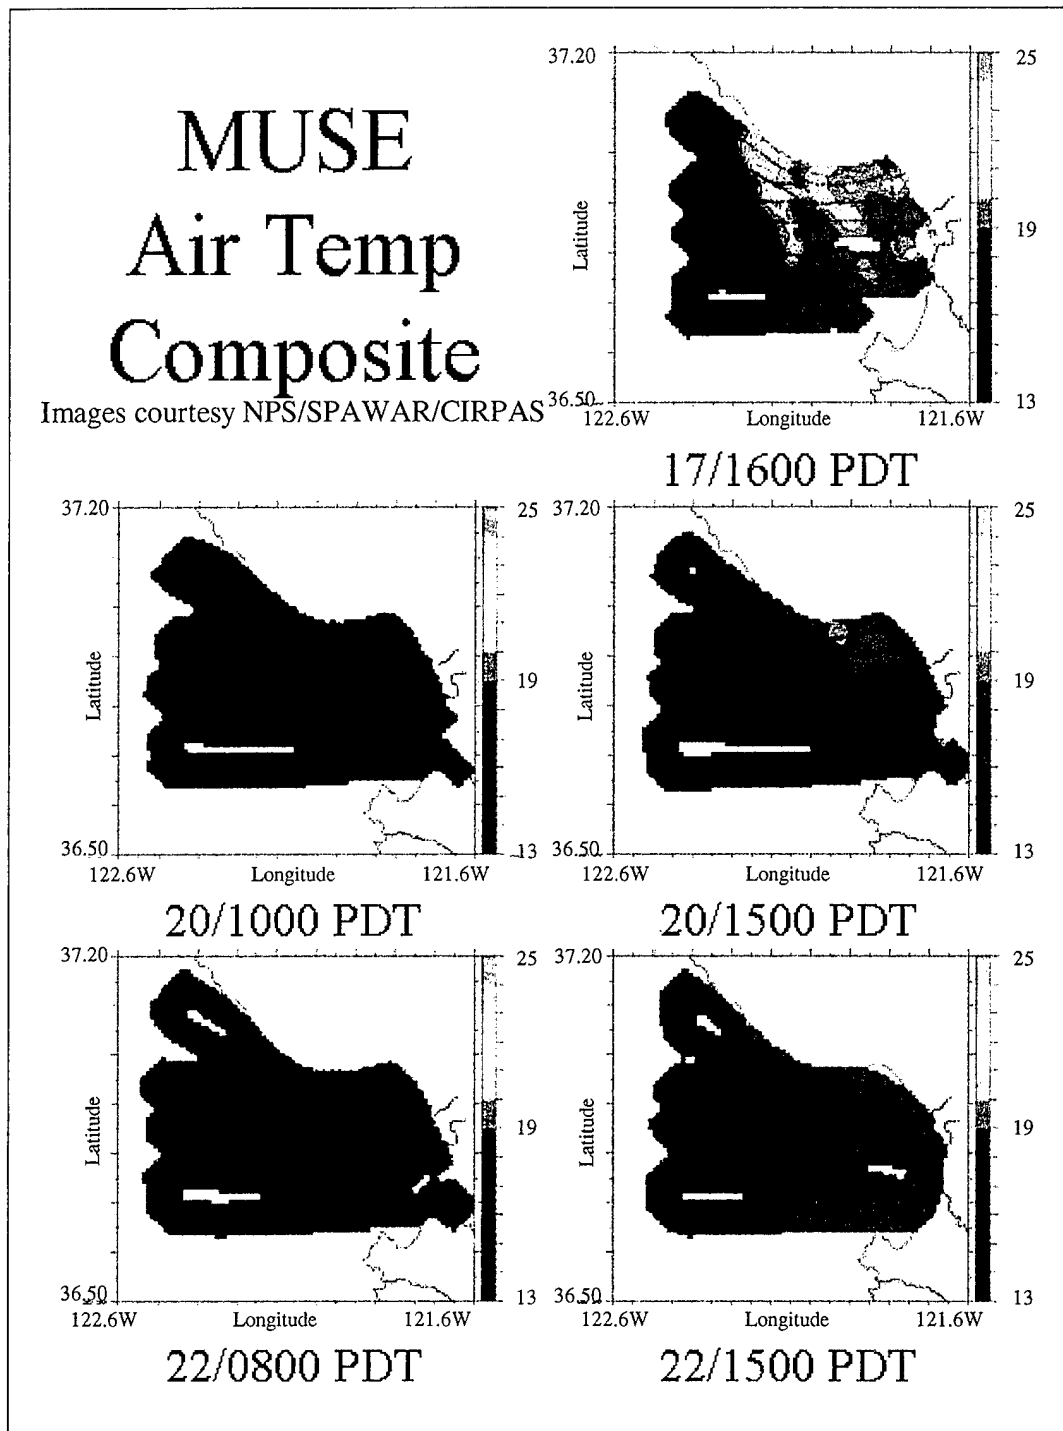 MUSE
Air Temp
Composite
Images courtesy NPS/SPAWAR/CIRPAS
37.20
Latitude
36.50
122.6W
Longitude
121.6W
25
19
13
17/1600 PDT
37.20
Latitude
36.50
122.6W
Longitude
121.6W
25
19
13
20/1000 PDT
37.20
Latitude
36.50
122.6W
Longitude
121.6W
25
19
13
20/1500 PDT
37.20
Latitude
36.50
122.6W
Longitude
121.6W
25
19
13
22/0800 PDT
37.20
Latitude
36.50
122.6W
Longitude
121.6W
25
19
13
22/1500 PDT